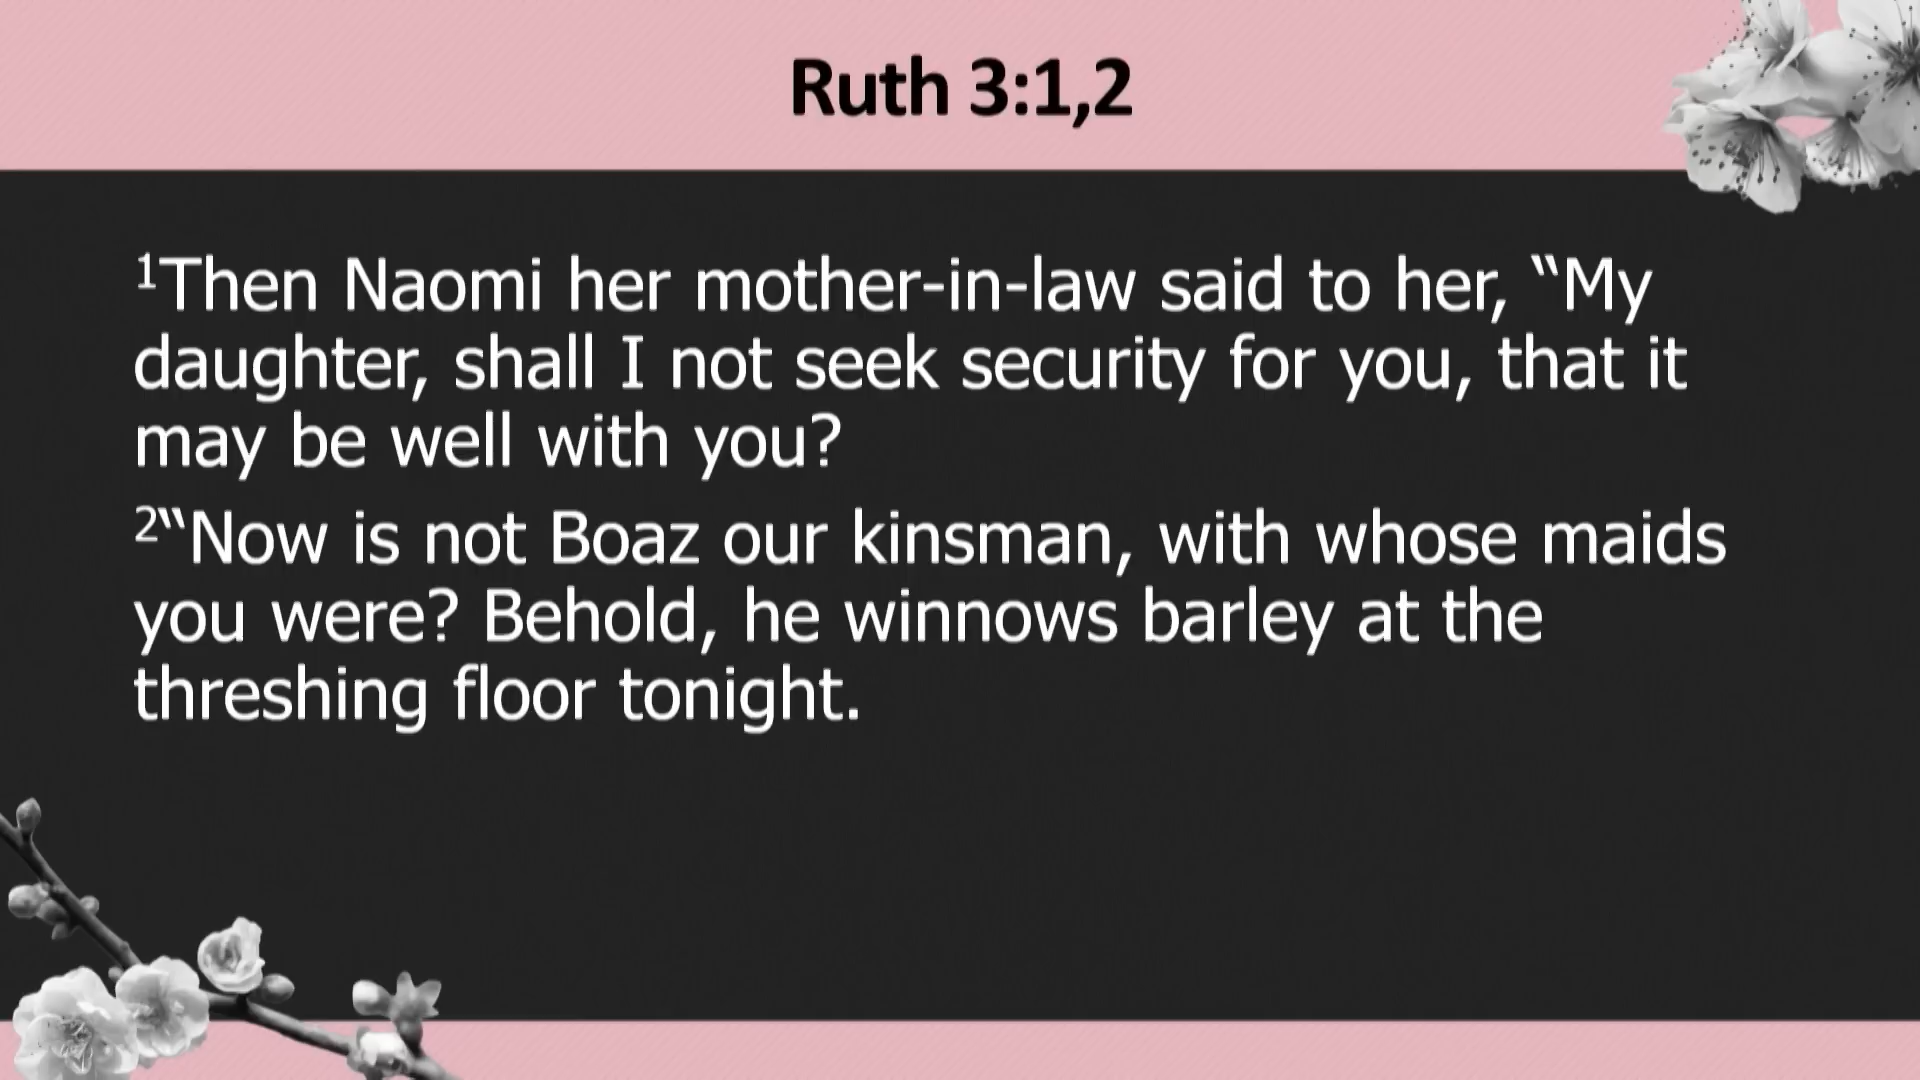 Ruth 3:1,2
¹Then Naomi her mother-in-law said to her, “My
daughter, shall I not seek security for you, that it
may be well with you?
²“Now is not Boaz our kinsman, with whose maids
you were? Behold, he winnows barley at the
threshing floor tonight.